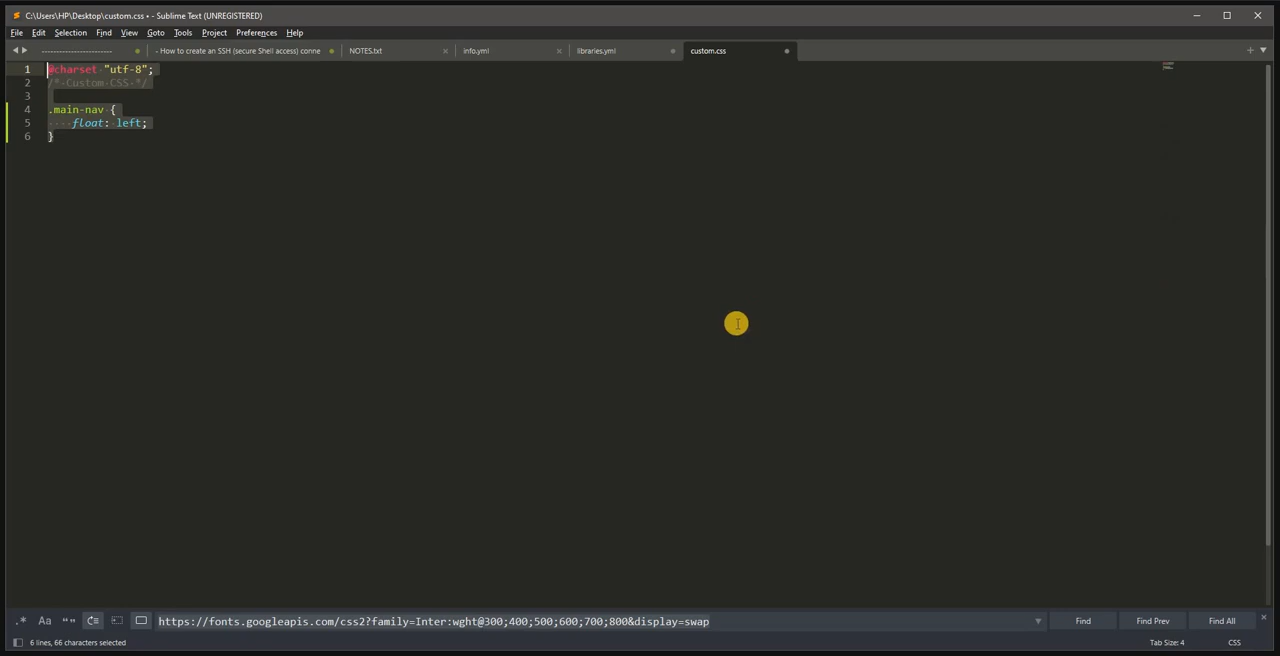 C:\Users\HP\Desktop\custom.css • - Sublime Text (UNREGISTERED)
File Edit Selection Find View Goto Tools Project Preferences Help
------------------------ - How to create an SSH (secure Shell access) conne NOTES.txt info.yml libraries.yml custom.css
1 @charset "utf-8";
2 /* Custom CSS */
3
4 .main-nav {
5 float: left;
6 }
.* Aa “” https://fonts.googleapis.com/css2?family=Inter:wght@300;400;500;600;700;800&display=swap Find Find Prev Find All
6 lines, 66 characters selected Tab Size: 4 CSS